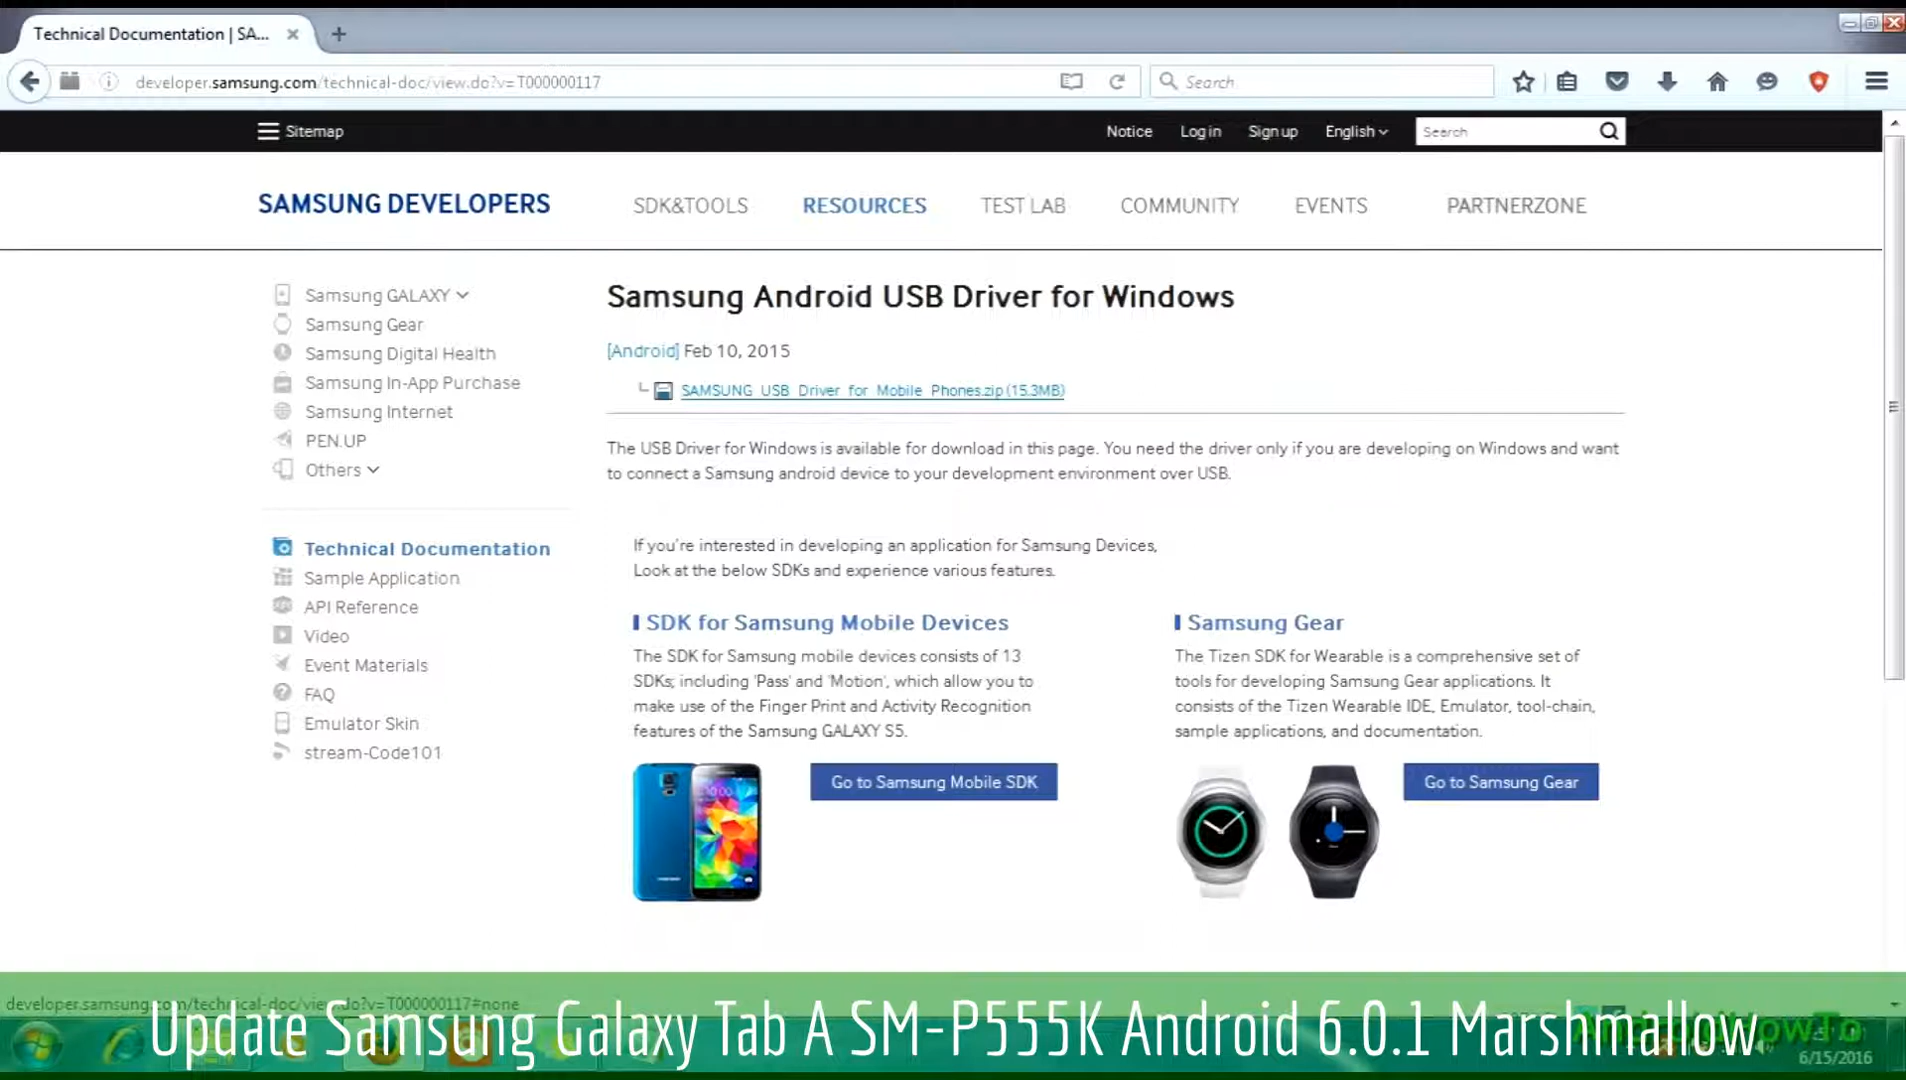 Technical Documentation | SA...
developer.samsung.com/technical-doc/view.do?v=T000000117
Search
Sitemap
Notice
Log in
Sign up
English
Search
SAMSUNG DEVELOPERS
SDK&TOOLS
RESOURCES
TEST LAB
COMMUNITY
EVENTS
PARTNERZONE
Samsung GALAXY
Samsung Gear
Samsung Digital Health
Samsung In-App Purchase
Samsung Internet
PEN.UP
Others
Technical Documentation
Sample Application
API Reference
Video
Event Materials
FAQ
Emulator Skin
stream-Code101
Samsung Android USB Driver for Windows
[Android] Feb 10, 2015
SAMSUNG_USB_Driver_for_Mobile_Phones.zip (15.3MB)
The USB Driver for Windows is available for download in this page. You need the driver only if you are developing on Windows and want
to connect a Samsung android device to your development environment over USB.
If you're interested in developing an application for Samsung Devices,
Look at the below SDKs and experience various features.
SDK for Samsung Mobile Devices
The SDK for Samsung mobile devices consists of 13
SDKs; including 'Pass' and 'Motion', which allow you to
make use of the Finger Print and Activity Recognition
features of the Samsung GALAXY S5.
Go to Samsung Mobile SDK
Samsung Gear
The Tizen SDK for Wearable is a comprehensive set of
tools for developing Samsung Gear applications. It
consists of the Tizen Wearable IDE, Emulator, tool-chain,
sample applications, and documentation.
Go to Samsung Gear
developer.samsung.com/technical-doc/view.do?v=T000000117#none
Update Samsung Galaxy Tab A SM-P555K Android 6.0.1 Marshmallow
AndroidHowTo
6/15/2016